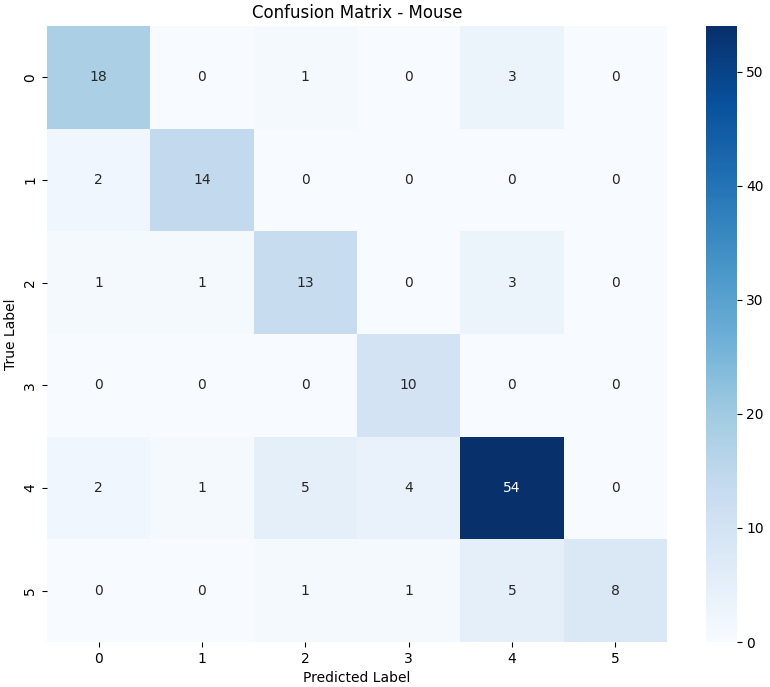 Confusion Matrix - Mouse
True Label
0 18 0 1 0 3 0
1 2 14 0 0 0 0
2 1 1 13 0 3 0
3 0 0 0 10 0 0
4 2 1 5 4 54 0
5 0 0 1 1 5 8
0 1 2 3 4 5
Predicted Label
50
40
30
20
10
0